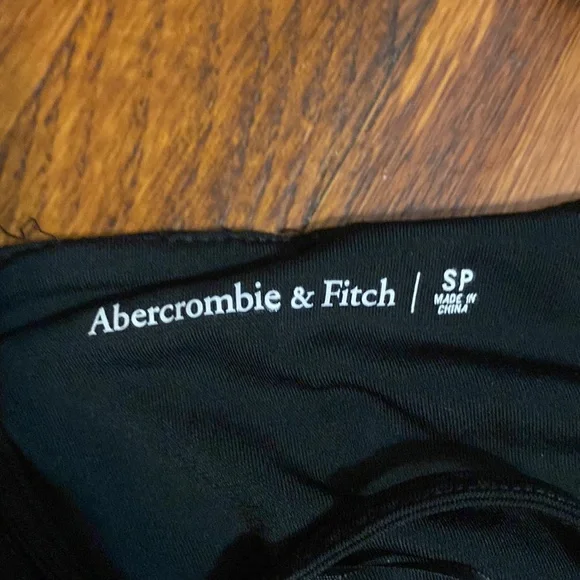 Abercrombie & Fitch | SP
MADE IN
CHINA